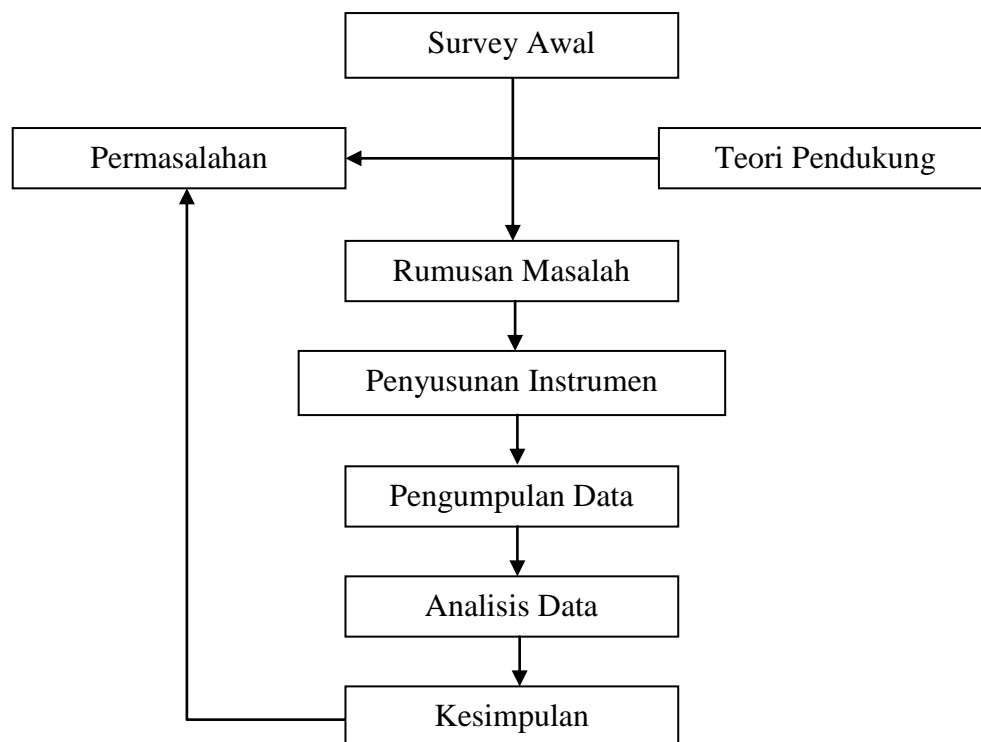 Survey Awal
Permasalahan
Teori Pendukung
Rumusan Masalah
Penyusunan Instrumen
Pengumpulan Data
Analisis Data
Kesimpulan